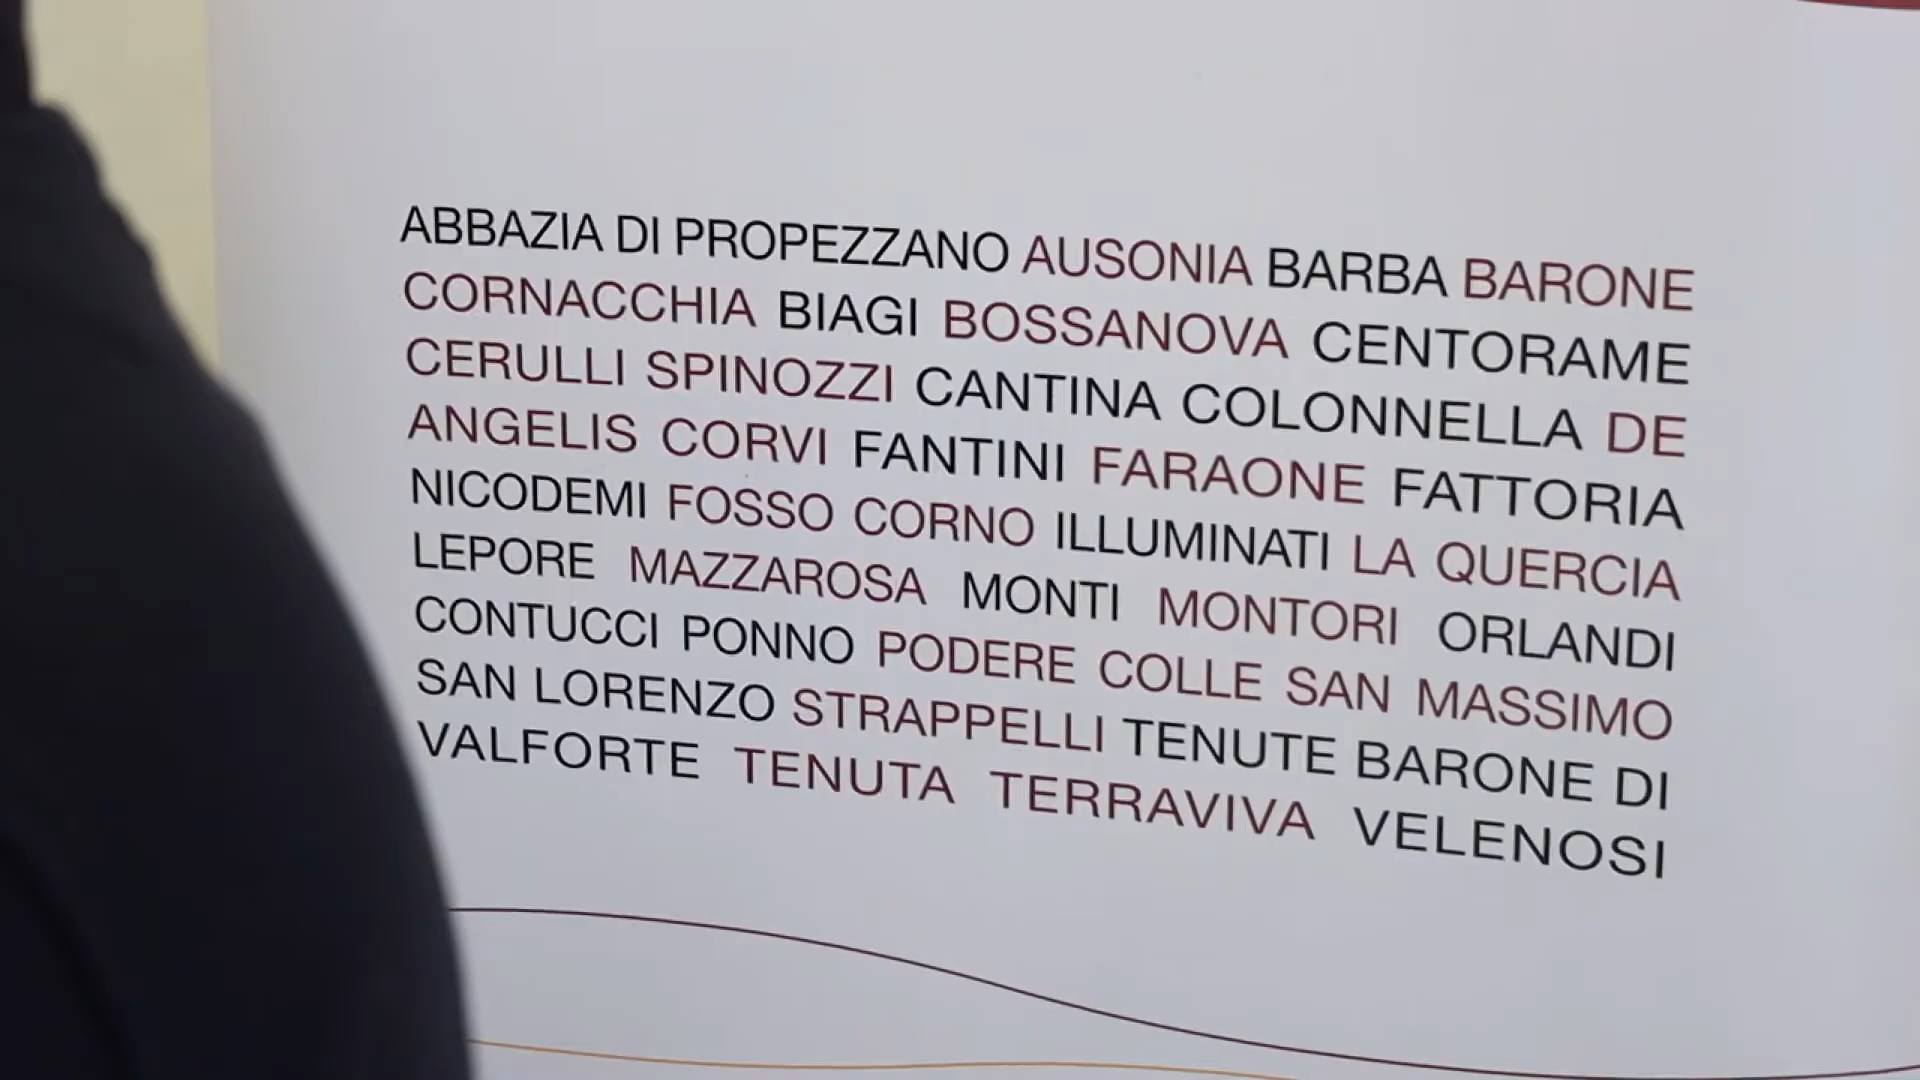 ABBAZIA DI PROPEZZANO AUSONIA BARBA BARONE
CORNACCHIA BIAGI BOSSANOVA CENTORAME
CERULLI SPINOZZI CANTINA COLONNELLA DE
ANGELIS CORVI FANTINI FARAONE FATTORIA
NICODEMI FOSSO CORNO ILLUMINATI LA QUERCIA
LEPORE MAZZAROSA MONTI MONTORI ORLANDI
CONTUCCI PONNO PODERE COLLE SAN MASSIMO
SAN LORENZO STRAPPELLI TENUTE BARONE DI
VALFORTE TENUTA TERRAVIVA VELENOSI